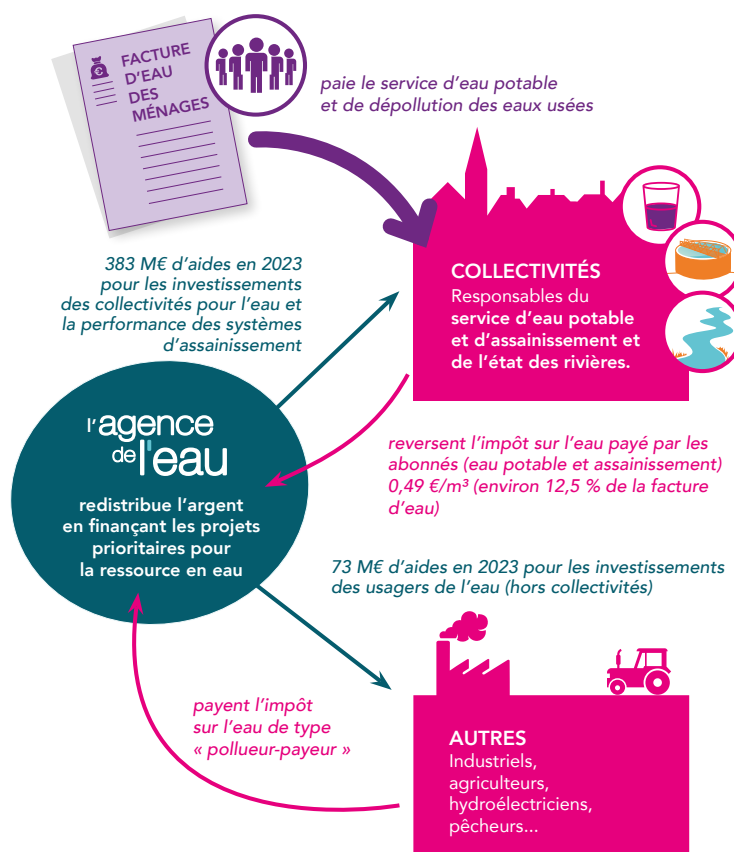 FACTURE
D'EAU
DES
MÉNAGES
paie le service d'eau potable
et de dépollution des eaux usées
383 M€ d'aides en 2023
pour les investissements
des collectivités pour l'eau et
la performance des systèmes
d'assainissement
COLLECTIVITÉS
Responsables du
service d'eau potable
et d'assainissement et
de l'état des rivières.
l'agence
de l'eau
redistribue l'argent
en finançant les projets
prioritaires pour
la ressource en eau
reversent l'impôt sur l'eau payé par les
abonnés (eau potable et assainissement)
0,49 €/m³ (environ 12,5 % de la facture
d'eau)
73 M€ d'aides en 2023 pour les investissements
des usagers de l'eau (hors collectivités)
payent l'impôt
sur l'eau de type
« pollueur-payeur »
AUTRES
Industriels,
agriculteurs,
hydroélectriciens,
pêcheurs...